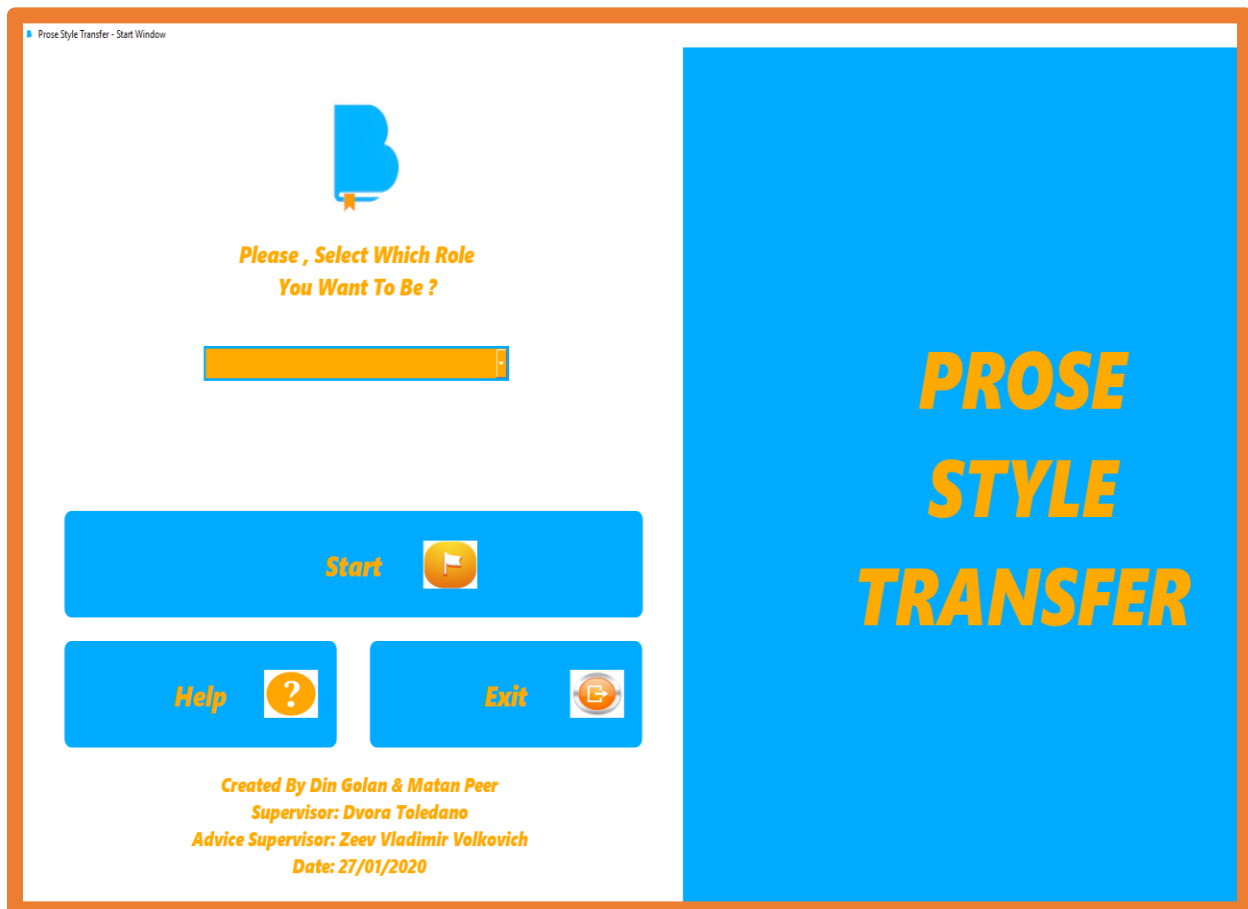 Prose Style Transfer - Start Window
Please , Select Which Role
You Want To Be ?
Start
Help
?
Exit
Created By Din Golan & Matan Peer
Supervisor: Dvora Toledano
Advice Supervisor: Zeev Vladimir Volkovich
Date: 27/01/2020
PROSE
STYLE
TRANSFER